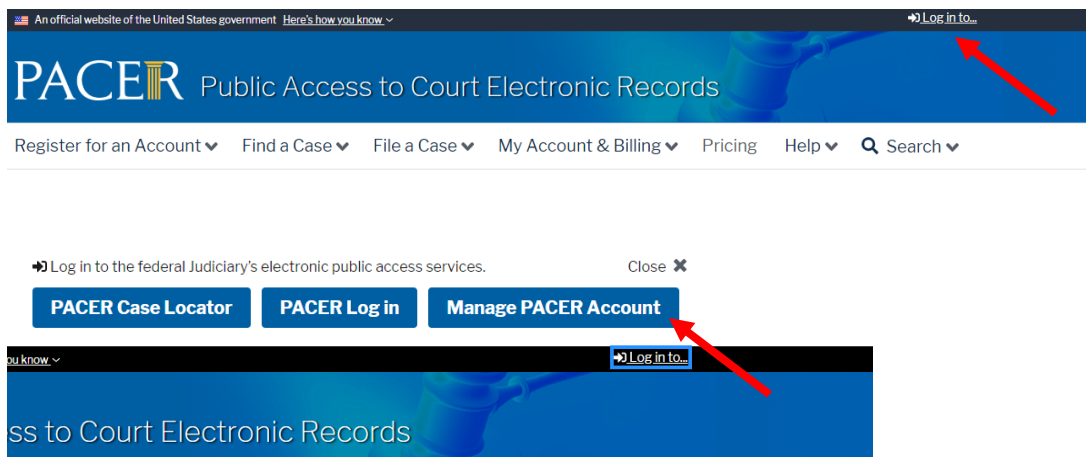 An official website of the United States government Here's how you know
Log in to...
PACER Public Access to Court Electronic Records
Register for an Account Find a Case File a Case My Account & Billing Pricing Help Search
Log in to the federal Judiciary's electronic public access services. Close
PACER Case Locator PACER Log in Manage PACER Account
ou know Log in to...
ss to Court Electronic Records